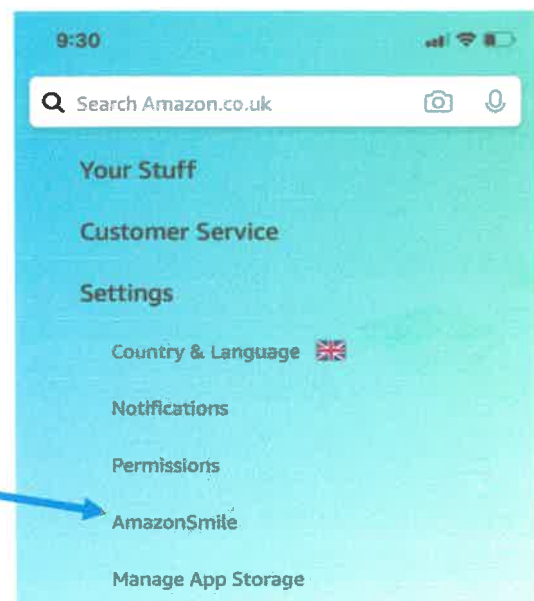 9:30
Search Amazon.co.uk
Your Stuff
Customer Service
Settings
Country & Language
Notifications
Permissions
AmazonSmile
Manage App Storage